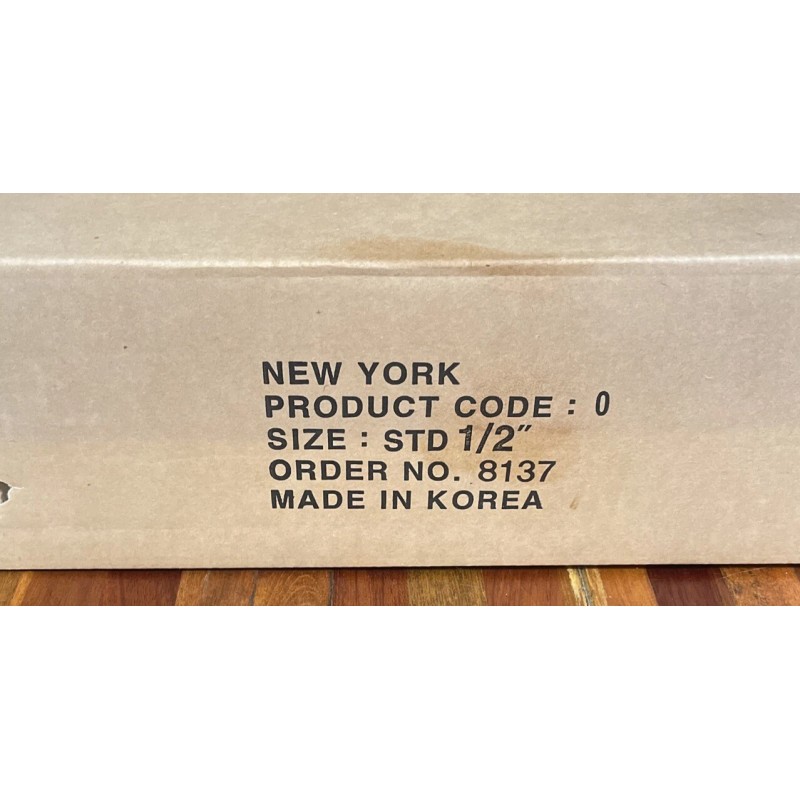 NEW YORK
PRODUCT CODE : 0
SIZE : STD 1/2"
ORDER NO. 8137
MADE IN KOREA